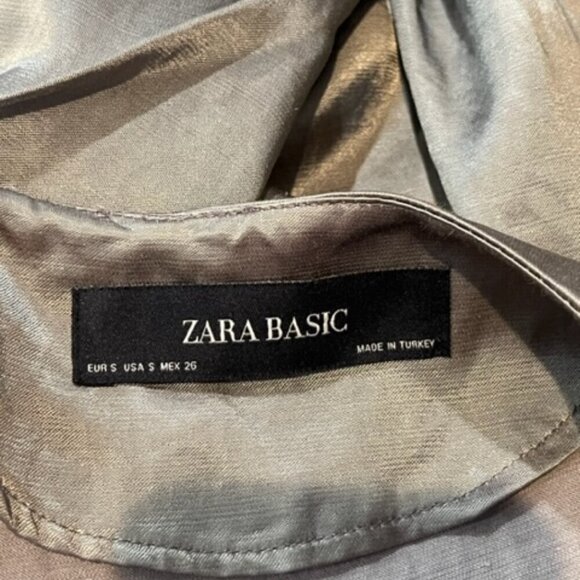 ZARA BASIC
MADE IN TURKEY
EUR S USA S MEX 26